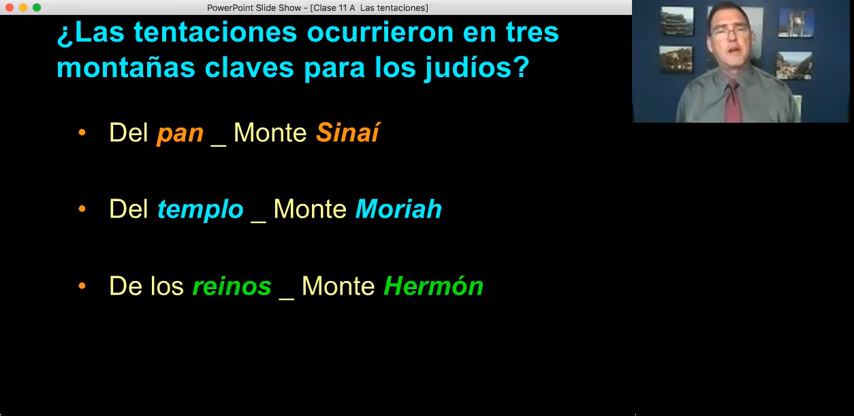 PowerPoint Slide Show - [Clase 11 A Las tentaciones]
¿Las tentaciones ocurrieron en tres
montañas claves para los judíos?
• Del pan _ Monte Sinaí
• Del templo _ Monte Moriah
• De los reinos _ Monte Hermón